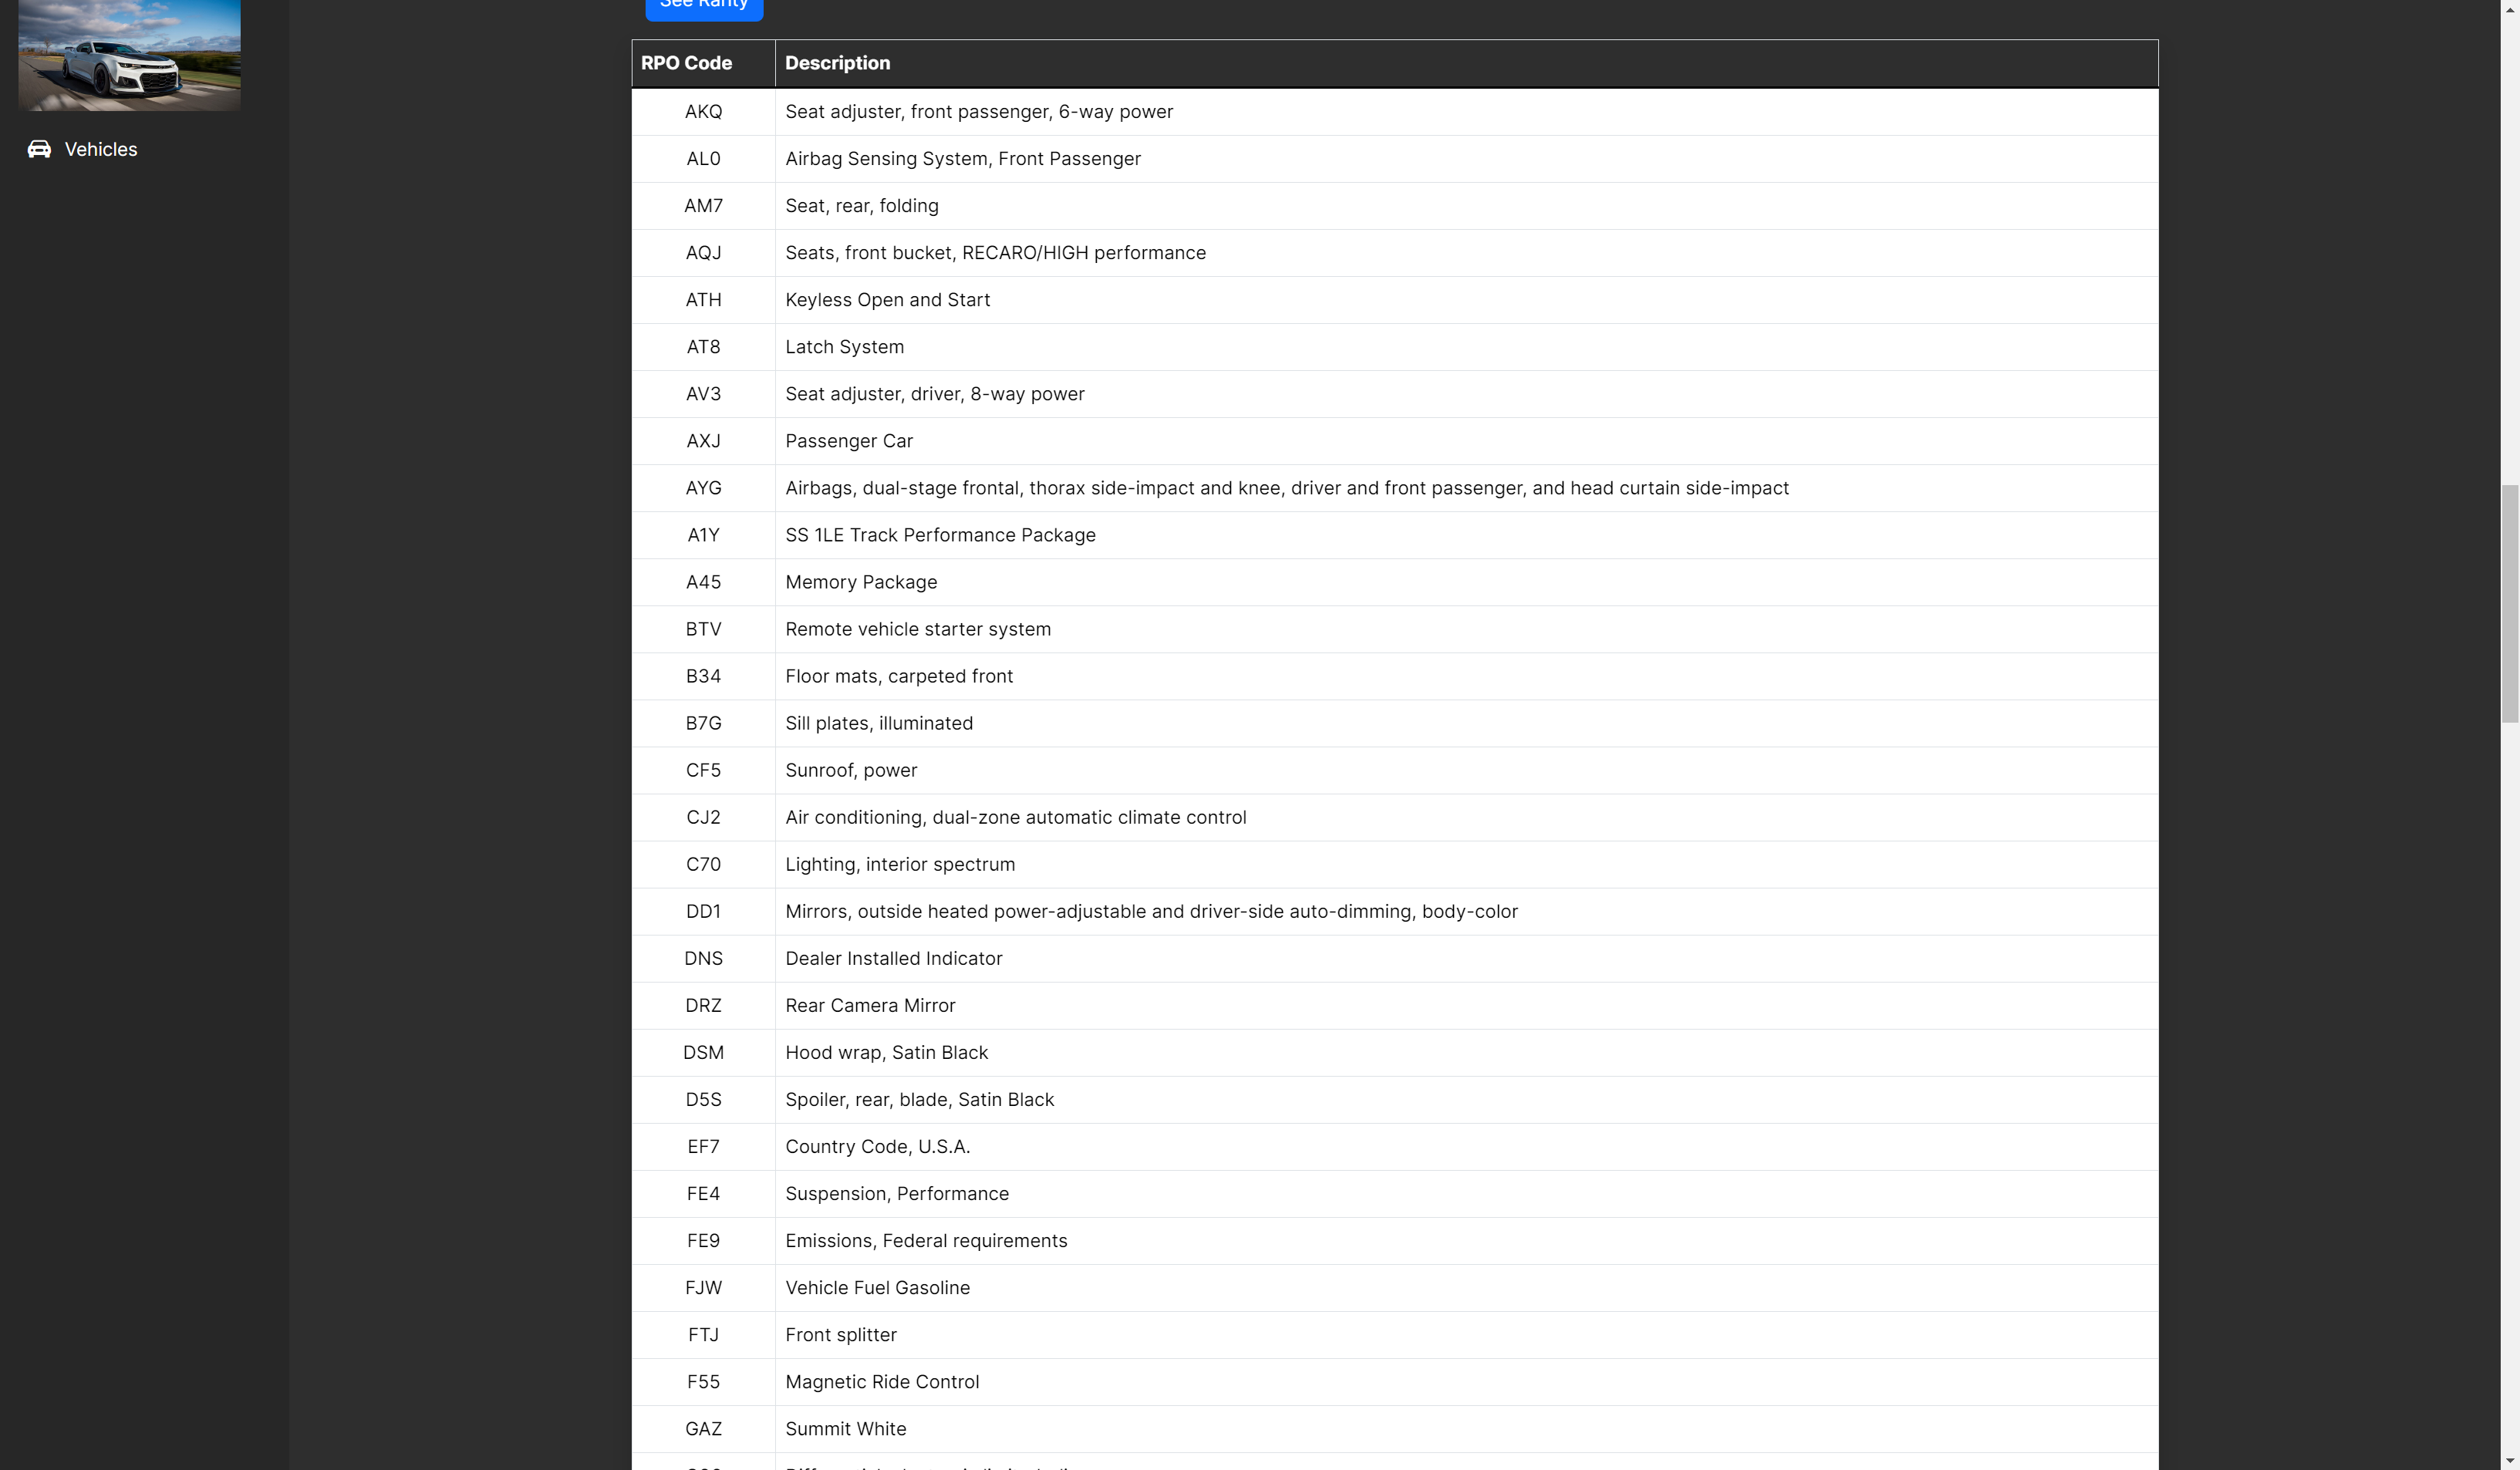 See Rarity
RPO Code Description
AKQ Seat adjuster, front passenger, 6-way power
Vehicles
AL0 Airbag Sensing System, Front Passenger
AM7 Seat, rear, folding
AQJ Seats, front bucket, RECARO/HIGH performance
ATH Keyless Open and Start
AT8 Latch System
AV3 Seat adjuster, driver, 8-way power
AXJ Passenger Car
AYG Airbags, dual-stage frontal, thorax side-impact and knee, driver and front passenger, and head curtain side-impact
A1Y SS 1LE Track Performance Package
A45 Memory Package
BTV Remote vehicle starter system
B34 Floor mats, carpeted front
B7G Sill plates, illuminated
CF5 Sunroof, power
CJ2 Air conditioning, dual-zone automatic climate control
C70 Lighting, interior spectrum
DD1 Mirrors, outside heated power-adjustable and driver-side auto-dimming, body-color
DNS Dealer Installed Indicator
DRZ Rear Camera Mirror
DSM Hood wrap, Satin Black
D5S Spoiler, rear, blade, Satin Black
EF7 Country Code, U.S.A.
FE4 Suspension, Performance
FE9 Emissions, Federal requirements
FJW Vehicle Fuel Gasoline
FTJ Front splitter
F55 Magnetic Ride Control
GAZ Summit White